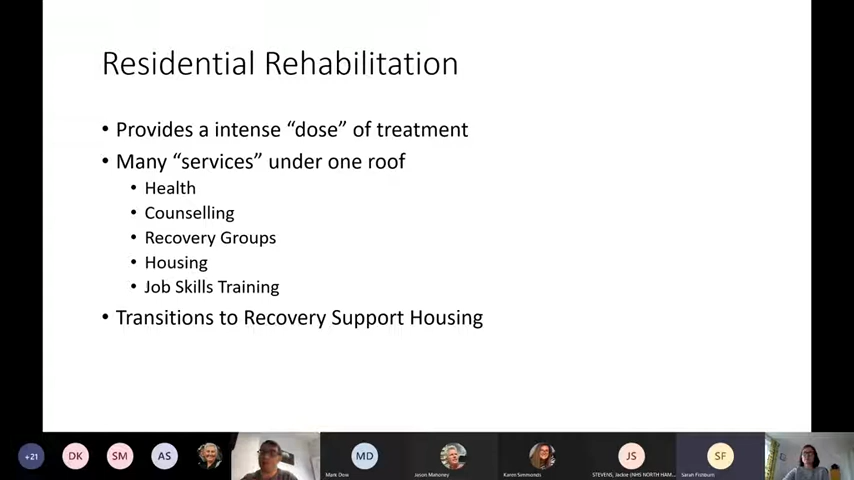 Residential Rehabilitation
• Provides a intense “dose” of treatment
• Many “services” under one roof
• Health
• Counselling
• Recovery Groups
• Housing
• Job Skills Training
• Transitions to Recovery Support Housing
+21
DK
SM
AS
MD
Mark Dow
Jason Mahoney
Karen Simmonds
JS
STEVENS, Jackie (NHS NORTH HAM...
SF
Sarah Fishburn